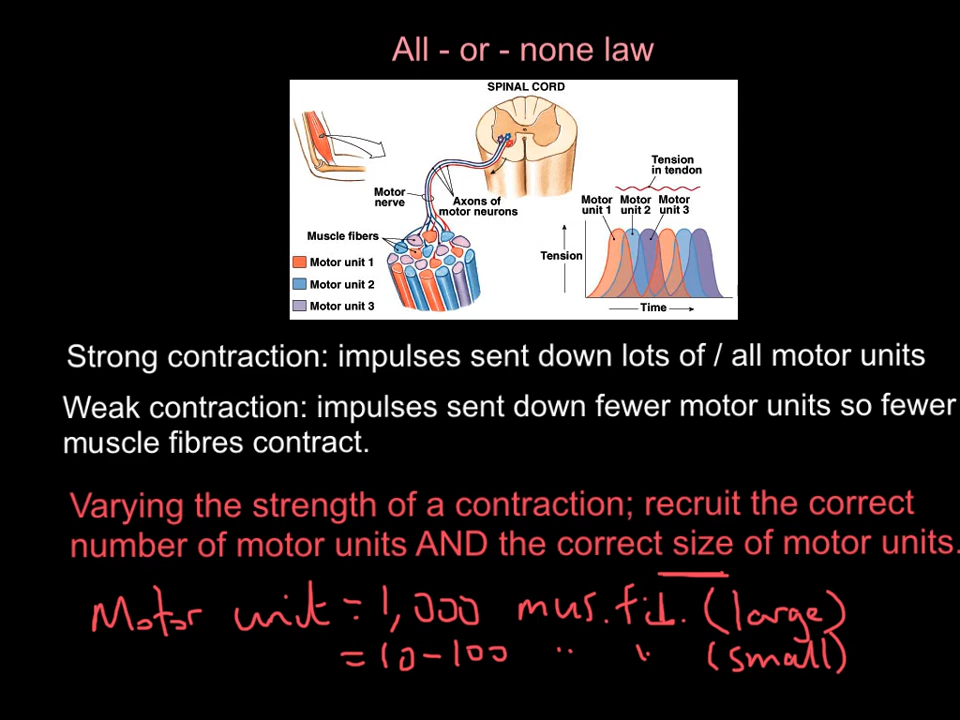 All - or - none law
SPINAL CORD
Tension
in tendon
Motor
nerve
Axons of
motor neurons
Motor
unit 1
Motor
unit 2
Motor
unit 3
Muscle fibers
Tension
Motor unit 1
Motor unit 2
Motor unit 3
Time
Strong contraction: impulses sent down lots of / all motor units
Weak contraction: impulses sent down fewer motor units so fewer
muscle fibres contract.
Varying the strength of a contraction; recruit the correct
number of motor units AND the correct size of motor units.
Motor unit = 1,000 mus. fib. (large)
= 10-100 " " (small)